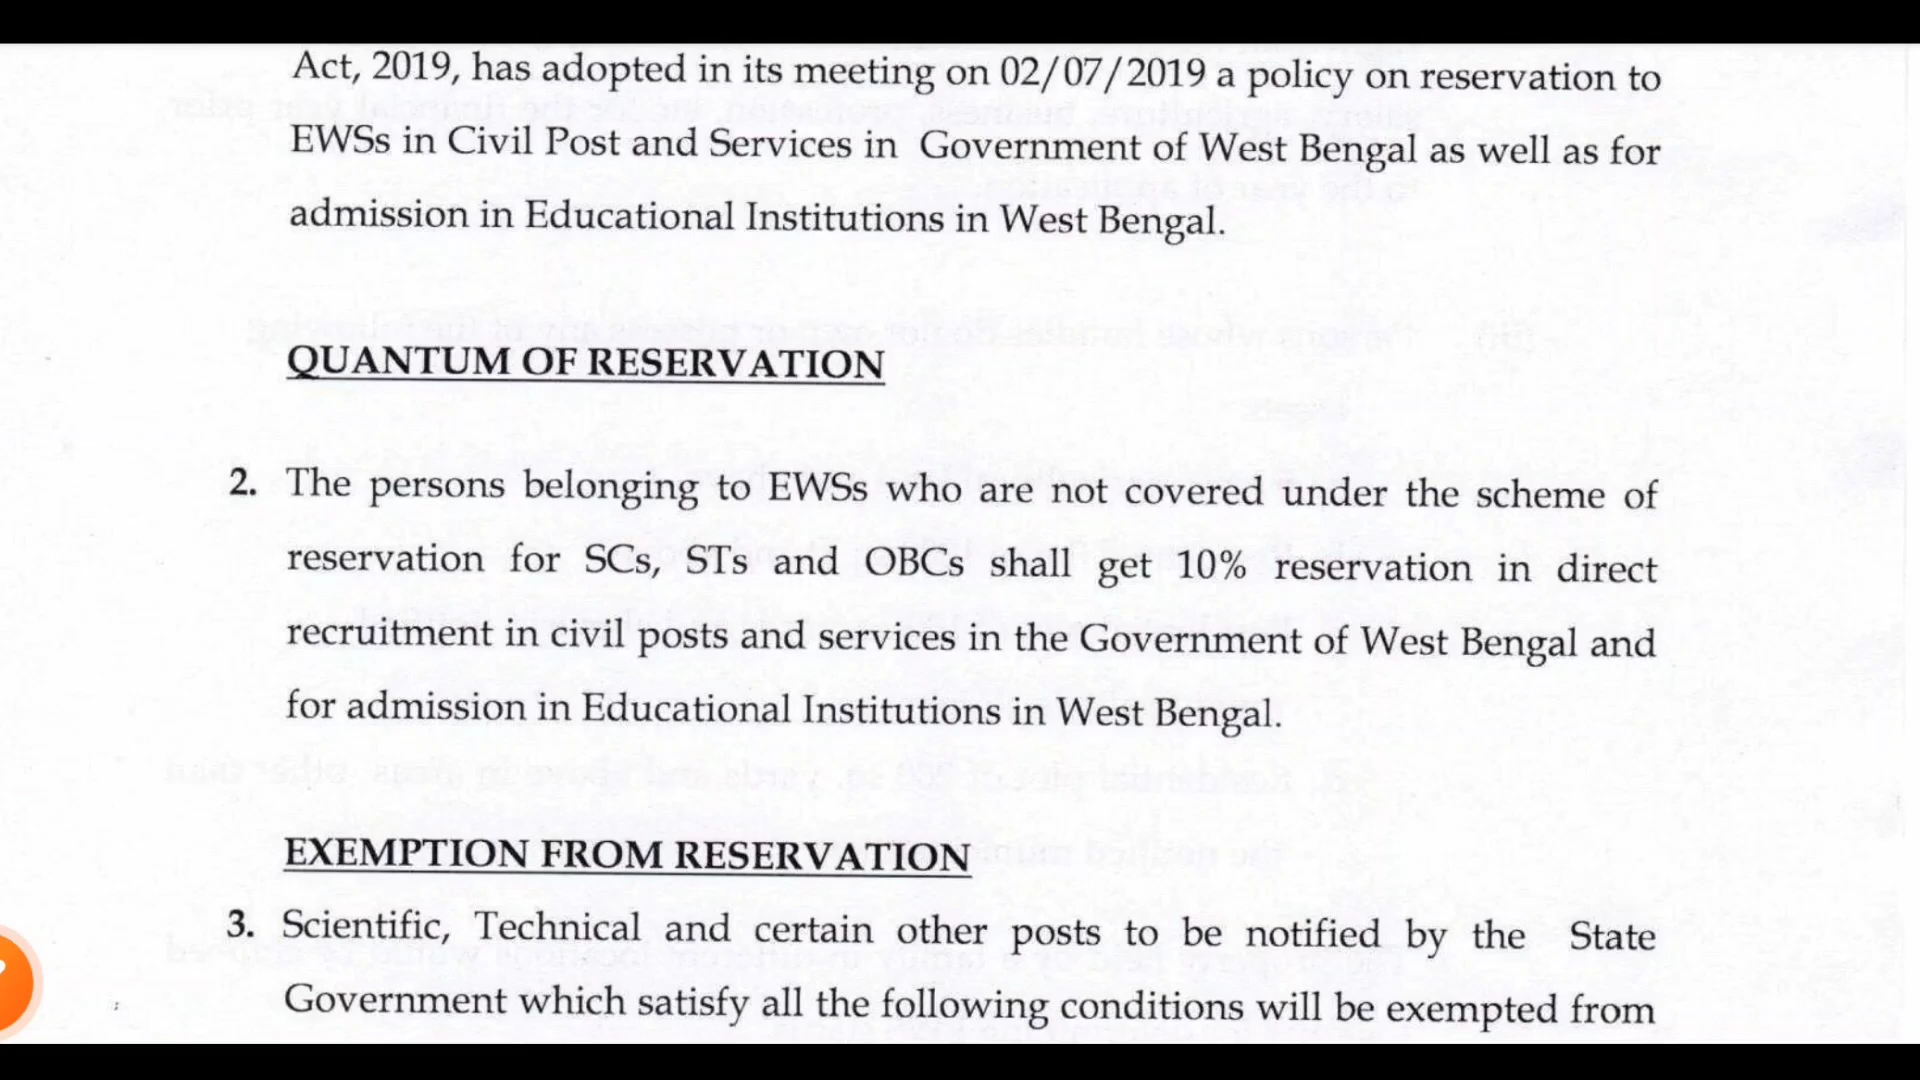 Act, 2019, has adopted in its meeting on 02/07/2019 a policy on reservation to
EWSs in Civil Post and Services in Government of West Bengal as well as for
admission in Educational Institutions in West Bengal.
QUANTUM OF RESERVATION
2. The persons belonging to EWSs who are not covered under the scheme of
reservation for SCs, STs and OBCs shall get 10% reservation in direct
recruitment in civil posts and services in the Government of West Bengal and
for admission in Educational Institutions in West Bengal.
EXEMPTION FROM RESERVATION
3. Scientific, Technical and certain other posts to be notified by the State
Government which satisfy all the following conditions will be exempted from